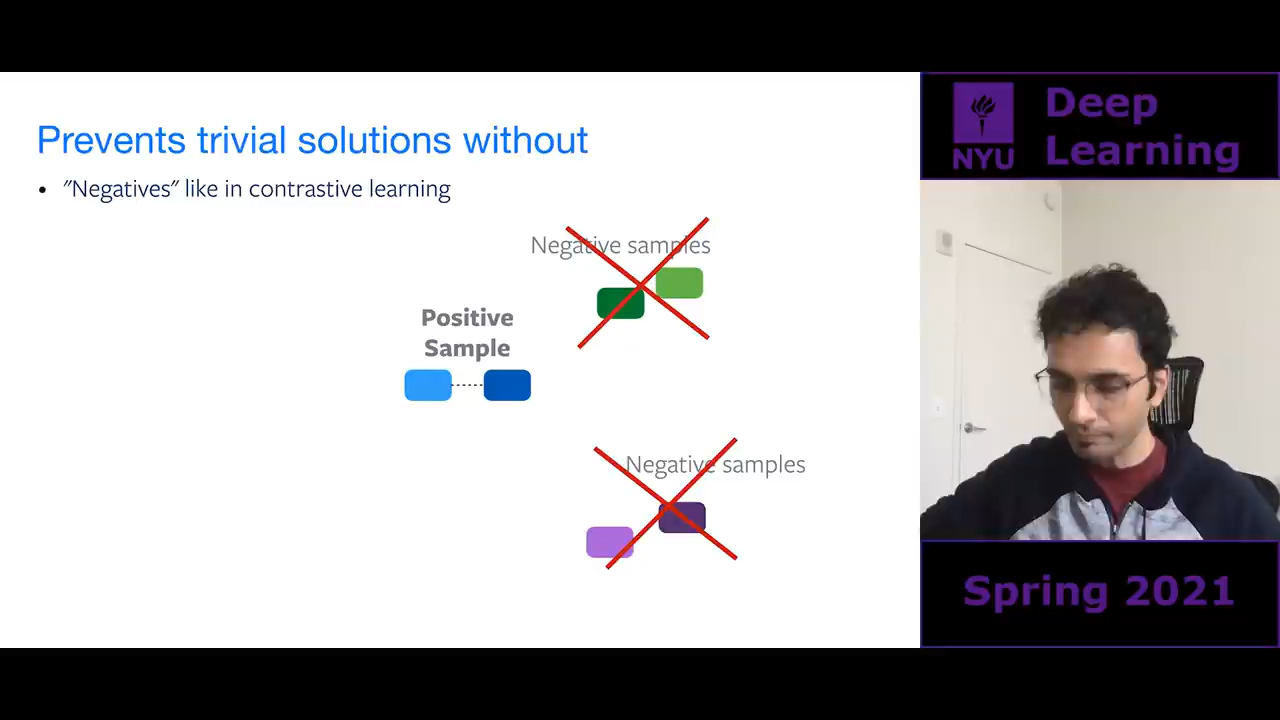 Prevents trivial solutions without
• "Negatives" like in contrastive learning
Negative samples
Positive
Sample
Negative samples
NYU
Deep
Learning
Spring 2021